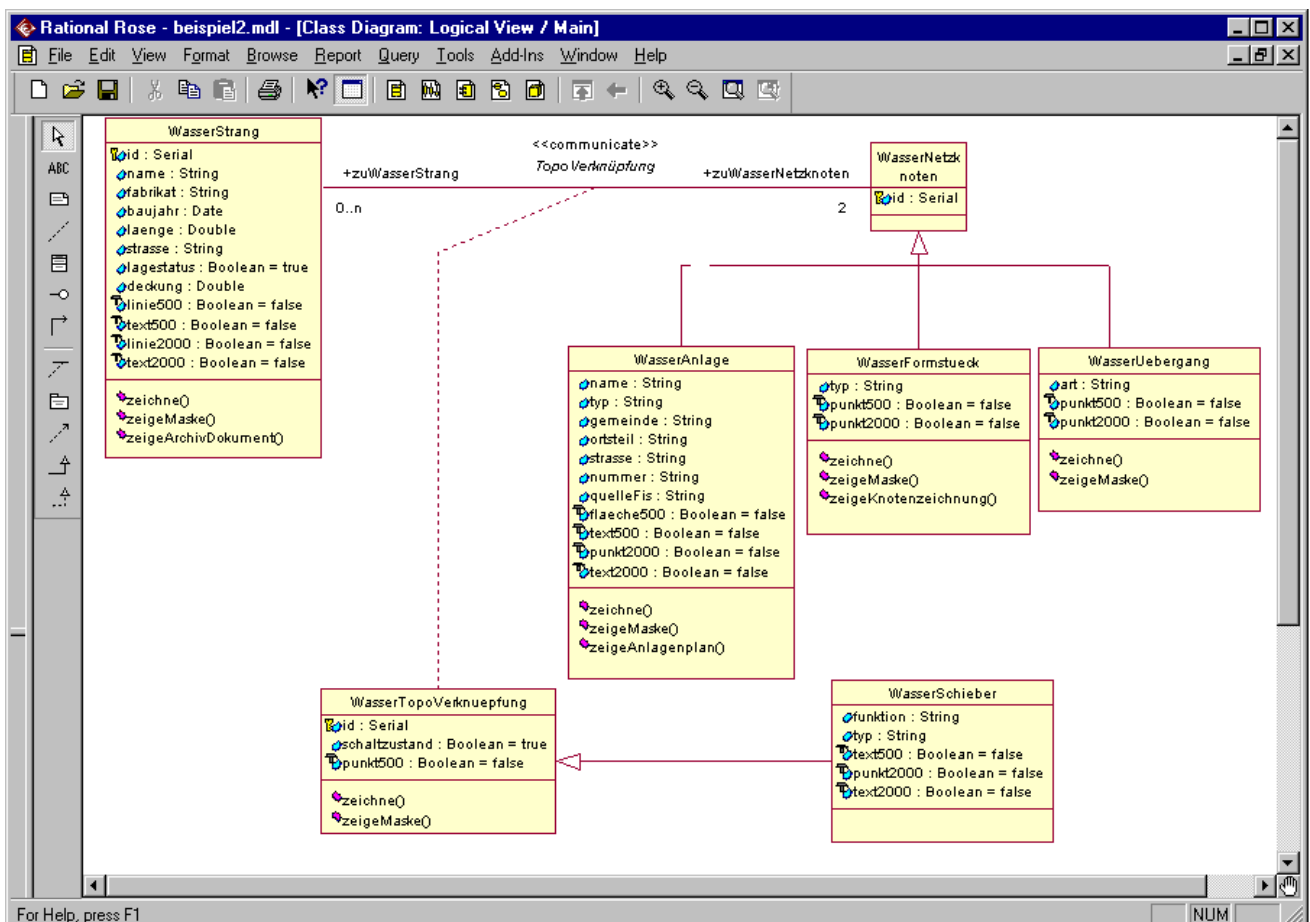 Rational Rose - beispiel2.mdl - [Class Diagram: Logical View / Main]
File Edit View Format Browse Report Query Tools Add-Ins Window Help
ABC
WasserStrang
id : Serial
name : String
fabrikat : String
baujahr : Date
laenge : Double
strasse : String
lagestatus : Boolean = true
deckung : Double
linie500 : Boolean = false
text500 : Boolean = false
linie2000 : Boolean = false
text2000 : Boolean = false
zeichne()
zeigeMaske()
zeigeArchivDokument()
<<communicate>>
TopoVerknüpfung
+zuWasserStrang
+zuWasserNetzknoten
0..n
2
WasserNetzk
noten
id : Serial
WasserAnlage
name : String
typ : String
gemeinde : String
ortsteil : String
strasse : String
nummer : String
quelleFis : String
flaeche500 : Boolean = false
text500 : Boolean = false
punkt2000 : Boolean = false
text2000 : Boolean = false
zeichne()
zeigeMaske()
zeigeAnlagenplan()
WasserFormstueck
typ : String
punkt500 : Boolean = false
punkt2000 : Boolean = false
zeichne()
zeigeMaske()
zeigeKnotenzeichnung()
WasserUebergang
art : String
punkt500 : Boolean = false
punkt2000 : Boolean = false
zeichne()
zeigeMaske()
WasserTopoVerknuepfung
id : Serial
schaltzustand : Boolean = true
punkt500 : Boolean = false
zeichne()
zeigeMaske()
WasserSchieber
funktion : String
typ : String
text500 : Boolean = false
punkt2000 : Boolean = false
text2000 : Boolean = false
For Help, press F1
NUM